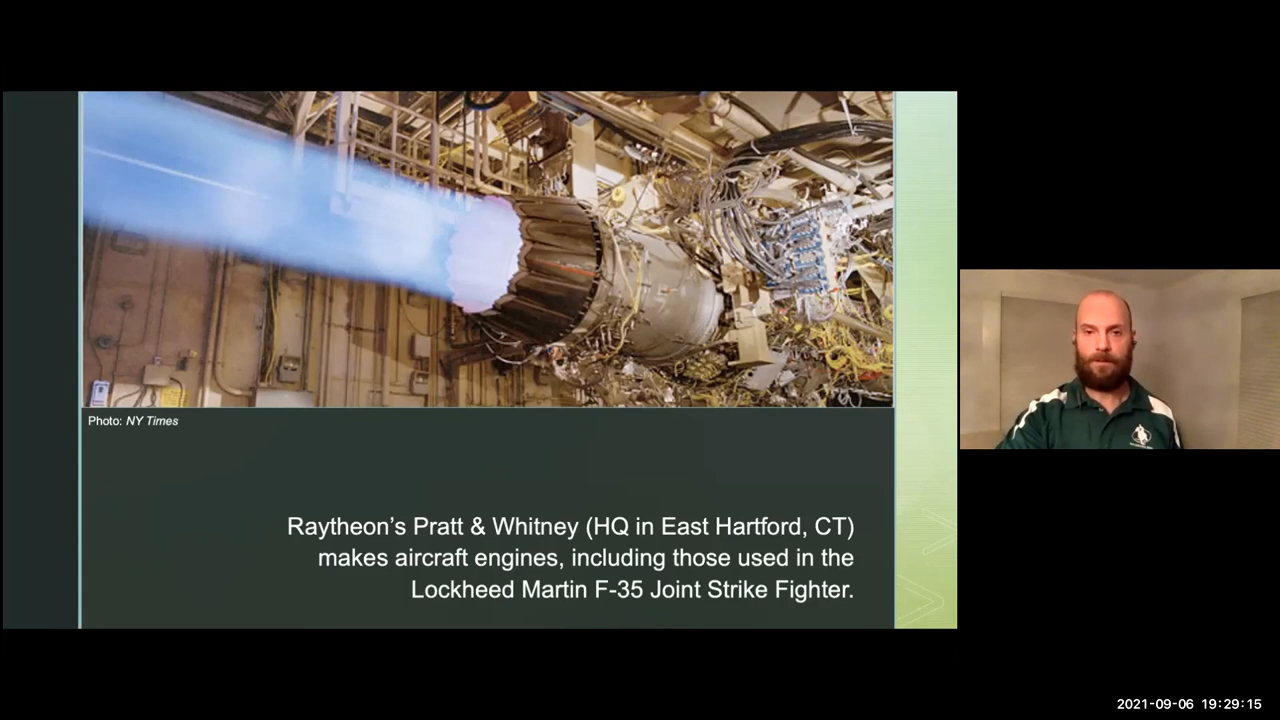 Photo: NY Times
Raytheon’s Pratt & Whitney (HQ in East Hartford, CT)
makes aircraft engines, including those used in the
Lockheed Martin F-35 Joint Strike Fighter.
2021-09-06 19:29:15